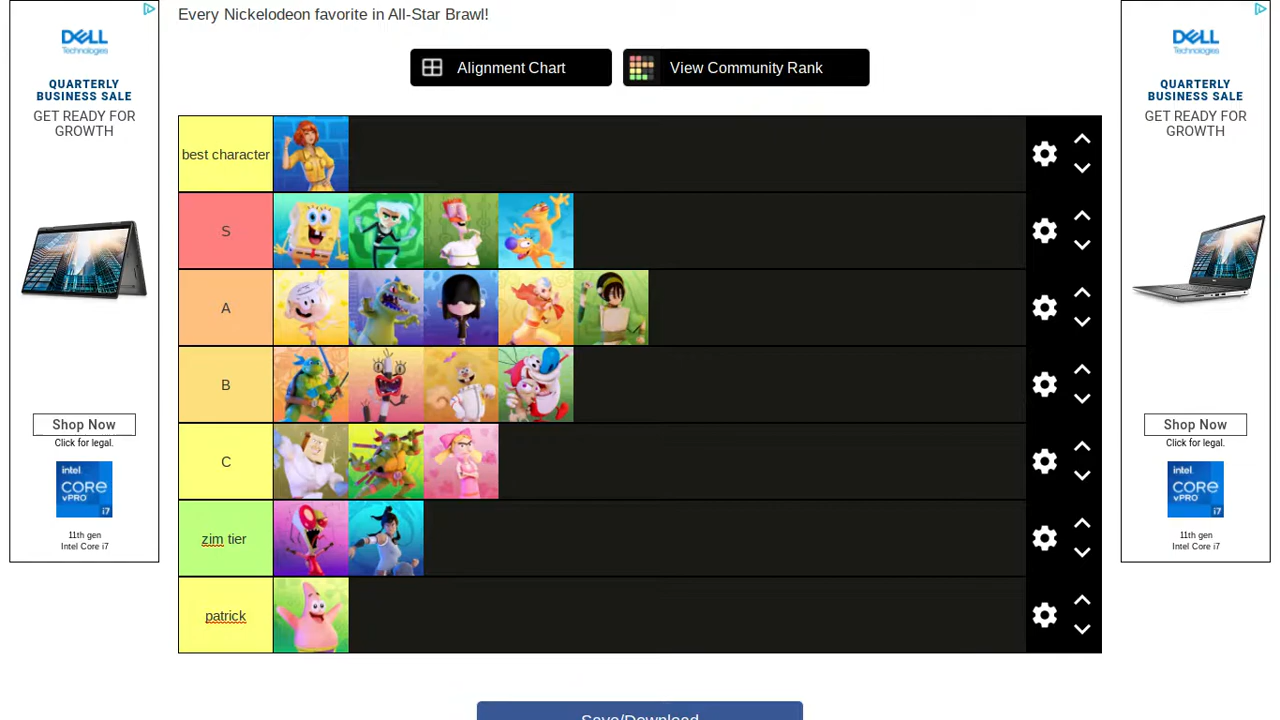 Every Nickelodeon favorite in All-Star Brawl!
Alignment Chart
View Community Rank
DELL
Technologies
QUARTERLY
BUSINESS SALE
GET READY FOR
GROWTH
Shop Now
Click for legal.
intel
CORE
vPRO
i7
11th gen
Intel Core i7
best character
S
A
B
C
zim tier
patrick
DELL
Technologies
QUARTERLY
BUSINESS SALE
GET READY FOR
GROWTH
Shop Now
Click for legal.
intel
CORE
vPRO
i7
11th gen
Intel Core i7
Save/Download